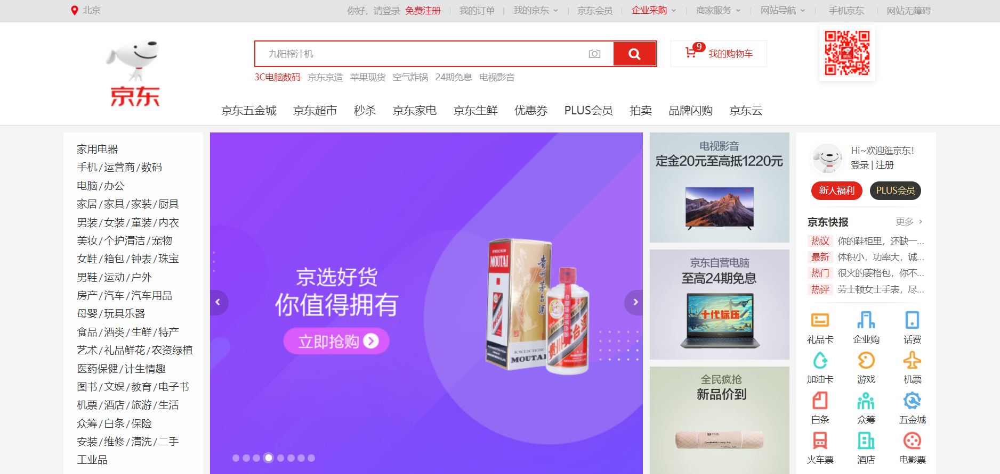 北京
你好，请登录 免费注册 我的订单 我的京东 京东会员 企业采购 商家服务 网站导航 手机京东 网站无障碍
京东
九阳榨汁机
9 我的购物车
3C电脑数码 京东京造 苹果现货 空气炸锅 24期免息 电视影音
京东五金城 京东超市 秒杀 京东家电 京东生鲜 优惠券 PLUS会员 拍卖 品牌闪购 京东云
家用电器
手机/运营商/数码
电脑/办公
家居/家具/家装/厨具
男装/女装/童装/内衣
美妆/个护清洁/宠物
女鞋/箱包/钟表/珠宝
男鞋/运动/户外
房产/汽车/汽车用品
母婴/玩具乐器
食品/酒类/生鲜/特产
艺术/礼品鲜花/农资绿植
医药保健/计生情趣
图书/文娱/教育/电子书
机票/酒店/旅游/生活
众筹/白条/保险
安装/维修/清洗/二手
工业品
京选好货
你值得拥有
立即抢购
KWEICHOW
MOUTAI
贵州茅台酒
KWEICHOW
MOUTAI
电视影音
定金20元至高抵1220元
京东自营电脑
至高24期免息
十代标压
全民疯抢
新品价到
Hi~欢迎逛京东!
登录 | 注册
新人福利 PLUS会员
京东快报 更多
热议 你的鞋柜里，还缺一...
最新 体积小，功率大，诚...
热门 很火的菱格包，你不...
热评 劳士顿女士手表，尽...
礼品卡 企业购 话费
加油卡 游戏 机票
白条 众筹 五金城
火车票 酒店 电影票